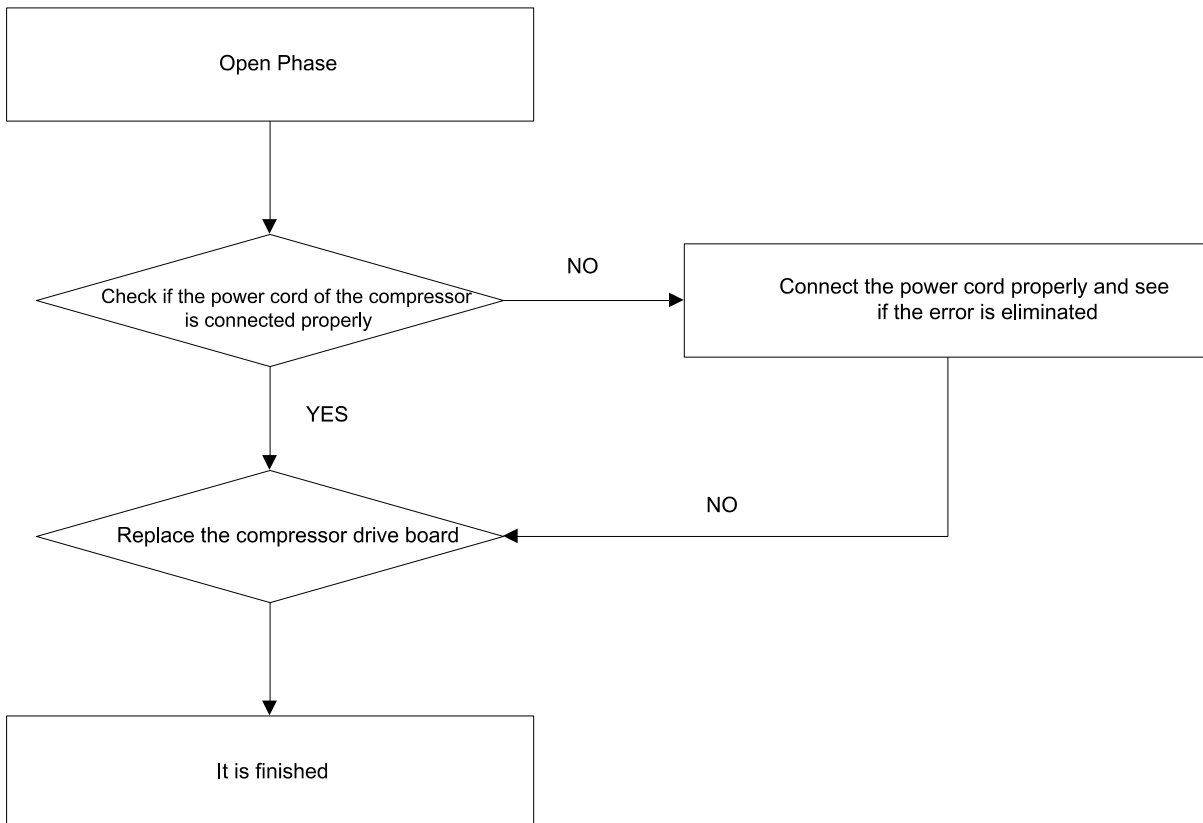 Open Phase
NO
Check if the power cord of the compressor
is connected properly
Connect the power cord properly and see
if the error is eliminated
YES
NO
Replace the compressor drive board
It is finished